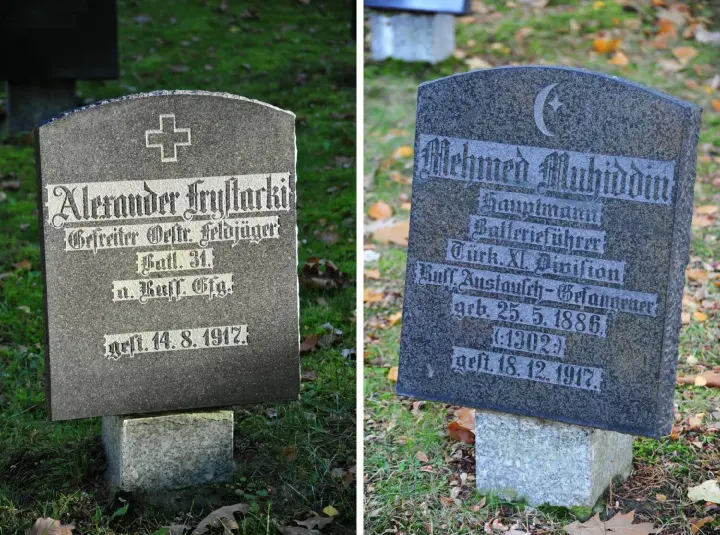 Alexander Frystacki
Gefreiter Oestr. Feldjäger
Batl. 31.
a. Russ. Gfg.
gest. 14. 8. 1917.
Mehmed Muhiddin
Hauptmann
Batterieführer
Türk. XI. Division
Russ. Austausch-Gefangener
geb. 25. 5. 1886.
(1302.)
gest. 18. 12. 1917.